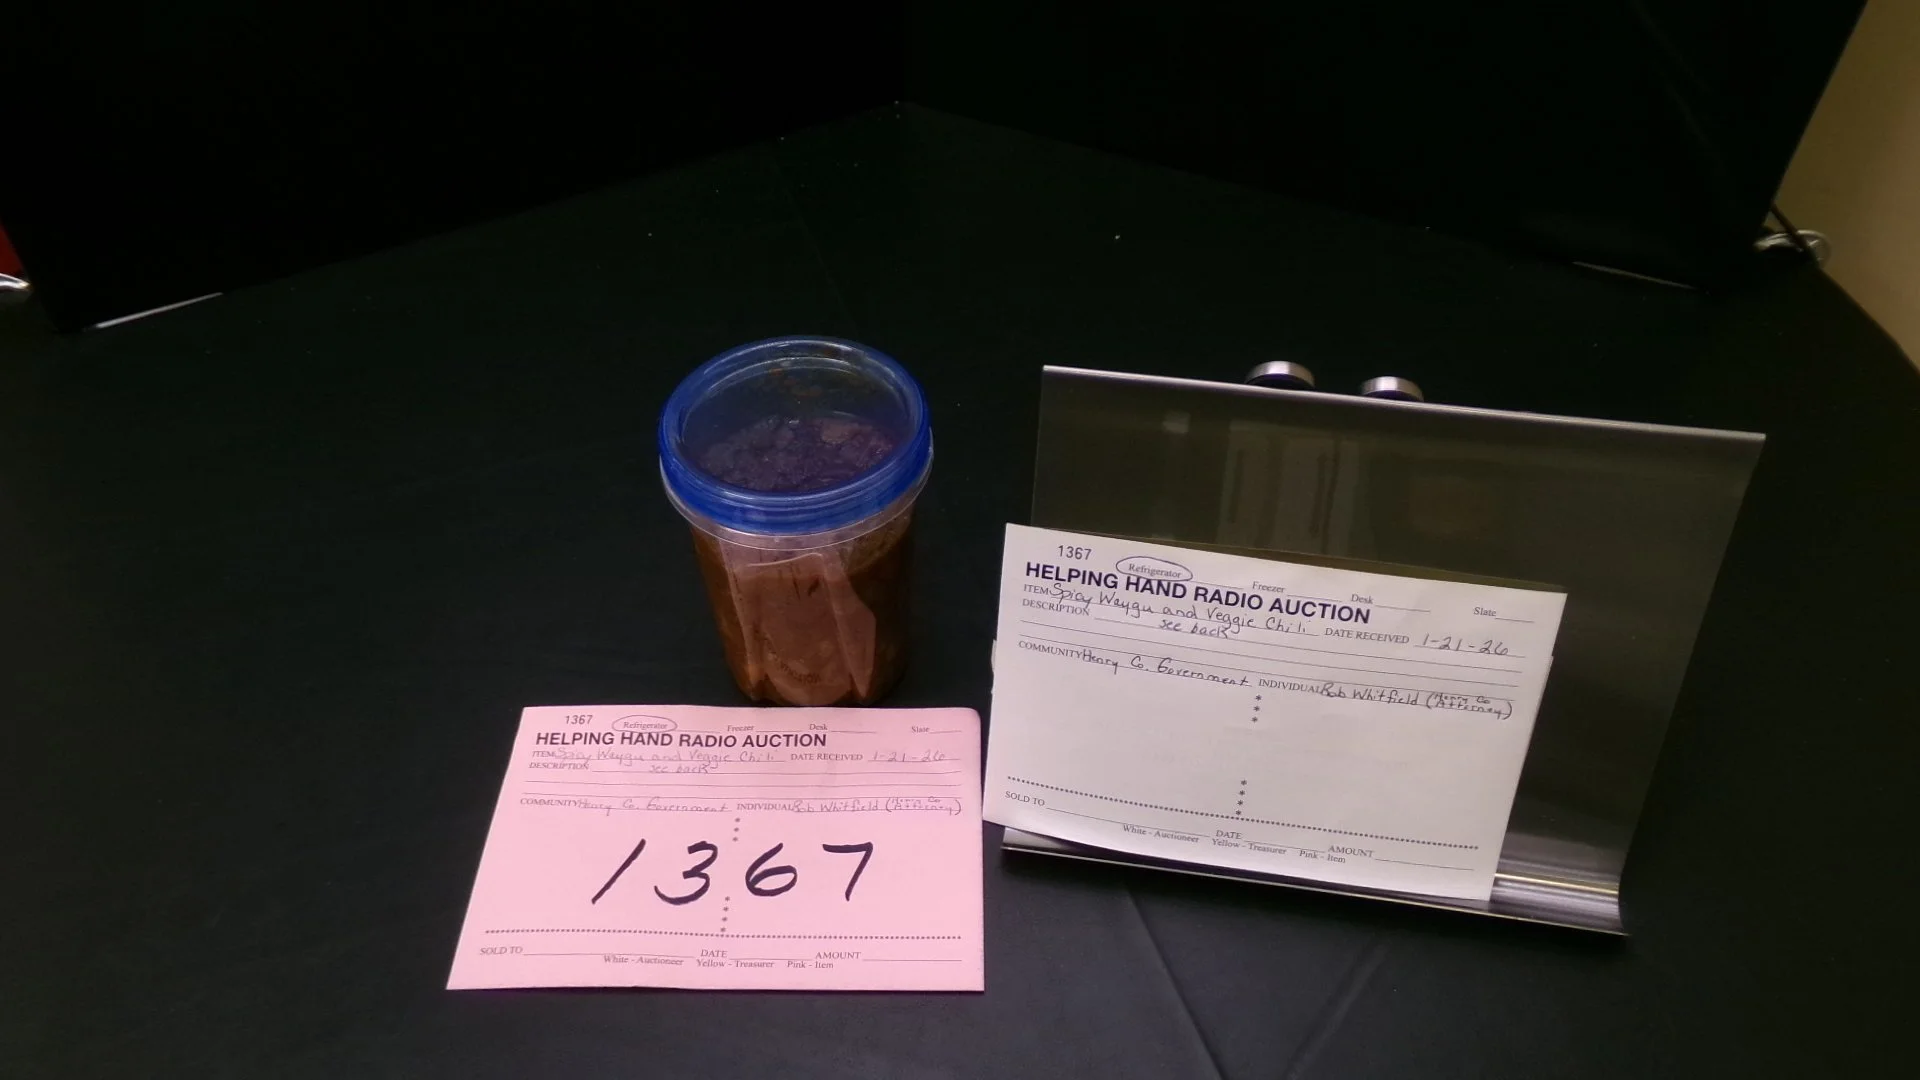 1367
Refrigerator Freezer Desk Slate
HELPING HAND RADIO AUCTION
ITEM Spicy Waygu and Veggie Chili DATE RECEIVED 1-21-26
DESCRIPTION see back
COMMUNITY Henry Co. Government INDIVIDUAL Bob Whitfield (Henry Co Attorney)
SOLD TO DATE AMOUNT
White - Auctioneer Yellow - Treasurer Pink - Item
1367
Refrigerator Freezer Desk Slate
HELPING HAND RADIO AUCTION
ITEM Spicy Waygu and Veggie Chili DATE RECEIVED 1-21-26
DESCRIPTION see back
COMMUNITY Henry Co. Government INDIVIDUAL Bob Whitfield (Henry Co Attorney)
1367
SOLD TO DATE AMOUNT
White - Auctioneer Yellow - Treasurer Pink - Item